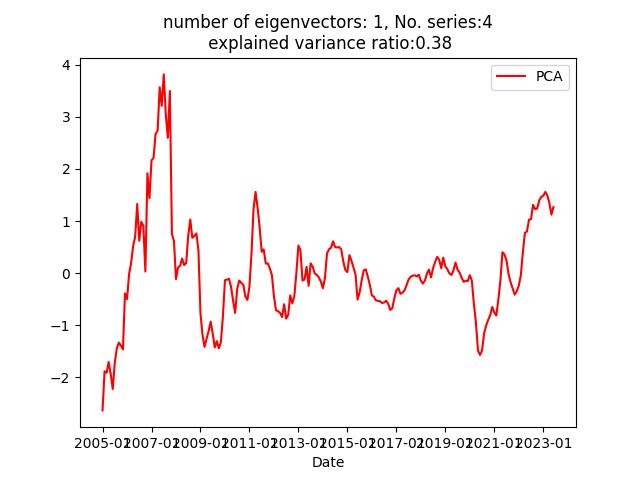 number of eigenvectors: 1, No. series:4
explained variance ratio:0.38
PCA
4
3
2
1
0
−1
−2
2005-01 2007-01 2009-01 2011-01 2013-01 2015-01 2017-01 2019-01 2021-01 2023-01
Date